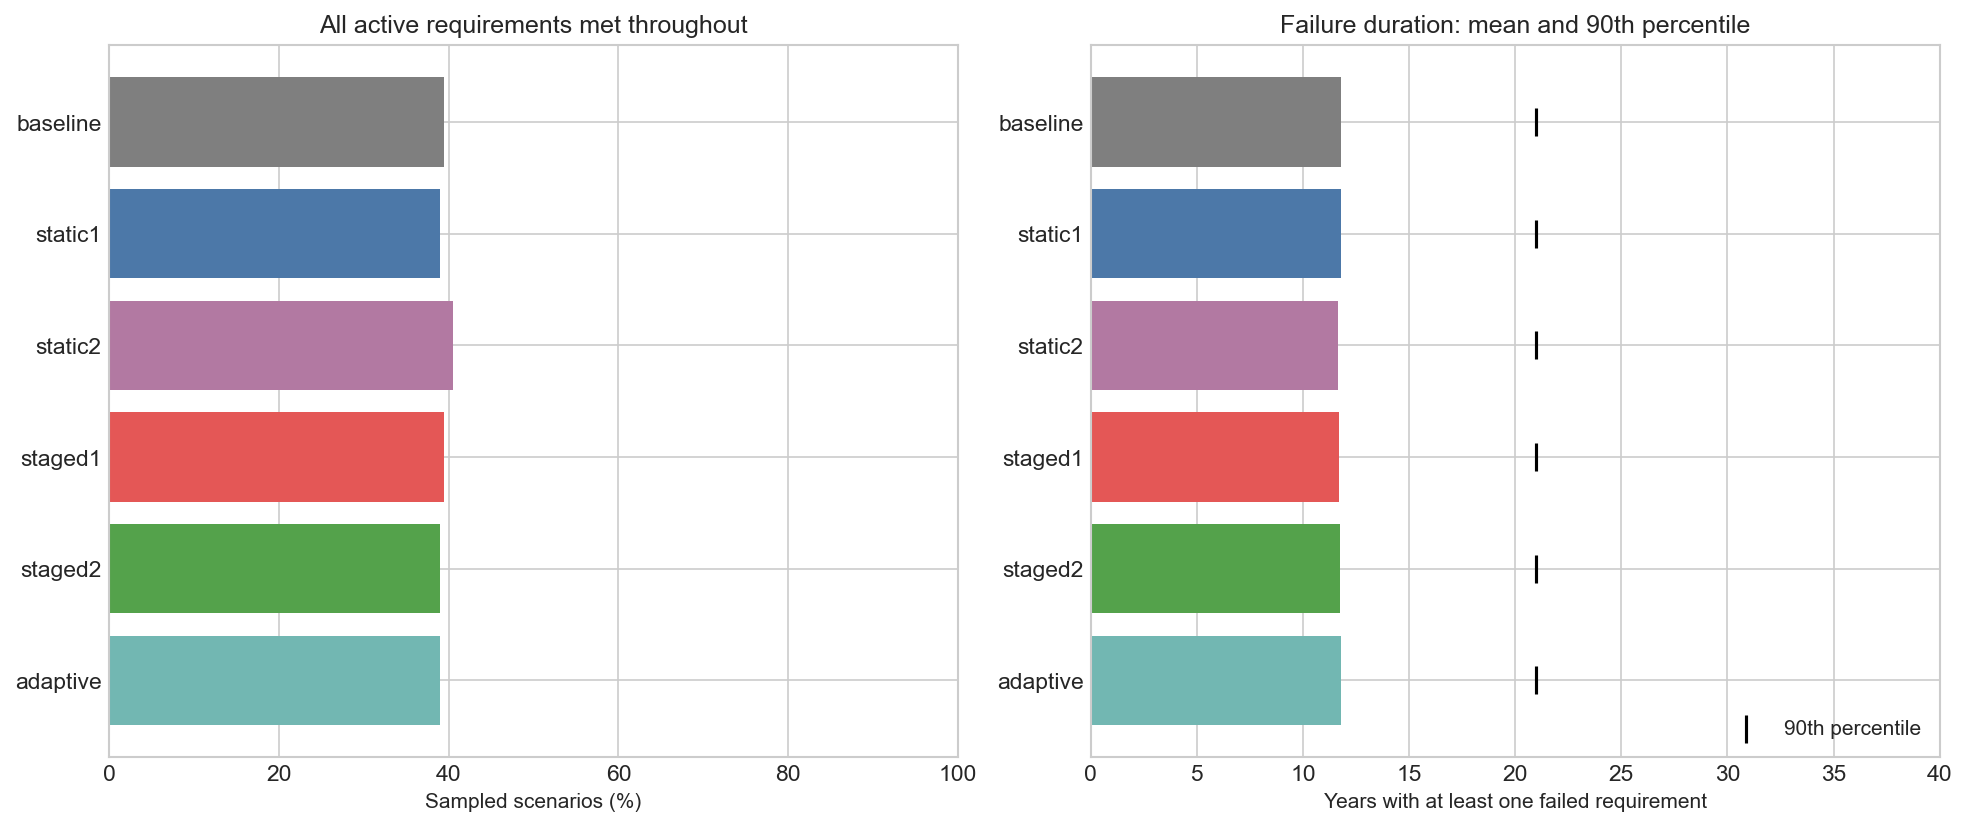 All active requirements met throughout
baseline
static1
static2
staged1
staged2
adaptive
0 20 40 60 80 100
Sampled scenarios (%)
Failure duration: mean and 90th percentile
baseline
static1
static2
staged1
staged2
adaptive
90th percentile
0 5 10 15 20 25 30 35 40
Years with at least one failed requirement